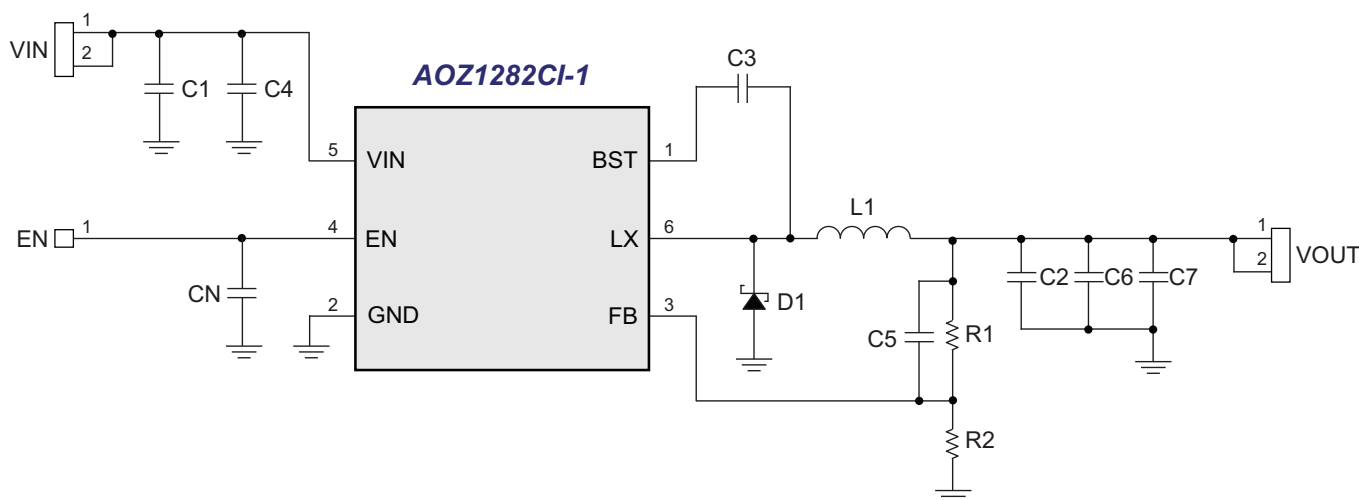 AOZ1282CI-1
VIN
1
2
C1
C4
C3
5
VIN
BST
1
EN
1
4
EN
LX
6
L1
1
2
VOUT
CN
2
GND
FB
3
D1
C5
R1
C2
C6
C7
R2